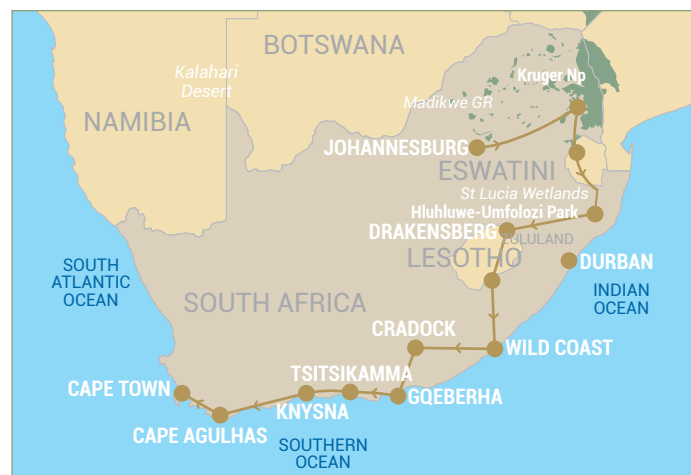 BOTSWANA
Kalahari
Desert
Kruger Np
Madikwe GR
NAMIBIA
JOHANNESBURG
ESWATINI
St Lucia Wetlands
Hluhluwe-Umfolozi Park
DRAKENSBERG
ZULULAND
LESOTHO
DURBAN
SOUTH
ATLANTIC
OCEAN
INDIAN
OCEAN
SOUTH AFRICA
CRADOCK
WILD COAST
TSITSIKAMMA
CAPE TOWN
KNYSNA
GQEBERHA
CAPE AGULHAS
SOUTHERN
OCEAN